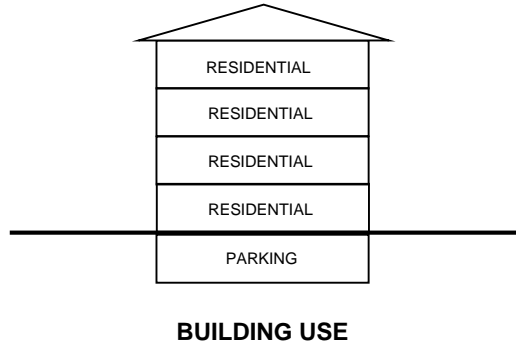 RESIDENTIAL
RESIDENTIAL
RESIDENTIAL
RESIDENTIAL
PARKING
BUILDING USE